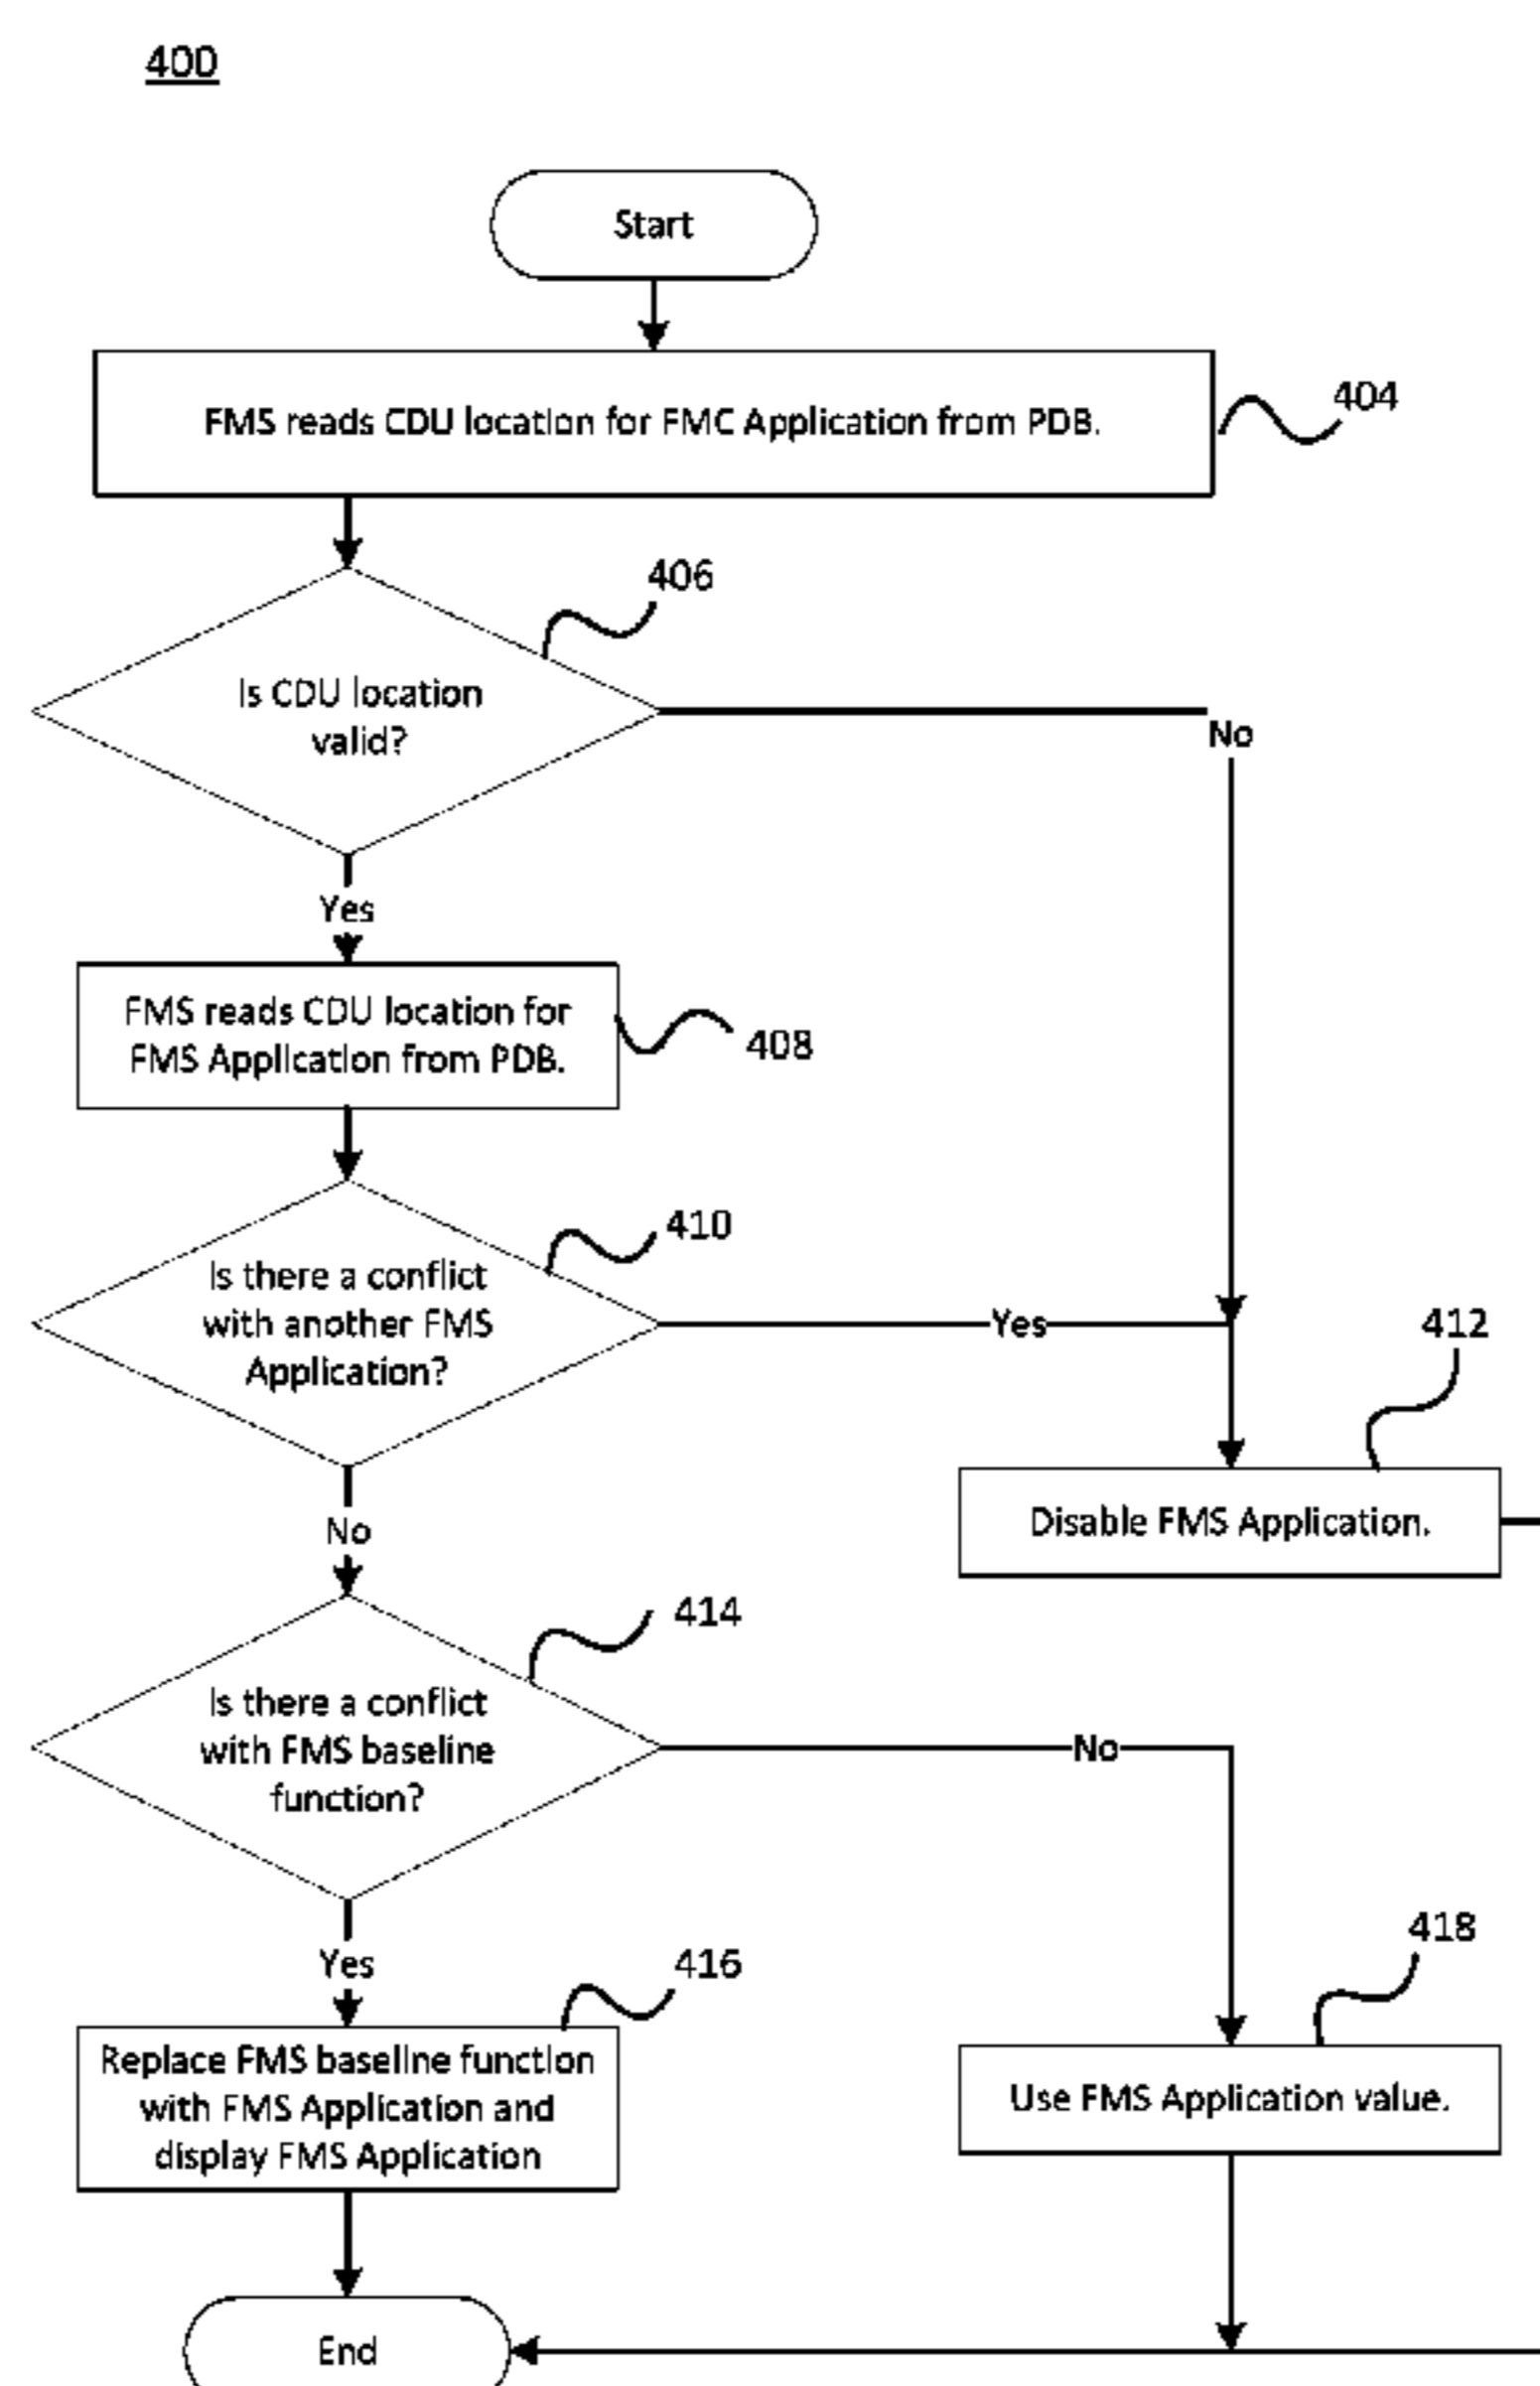 400
Start
FMS reads CDU location for FMC Application from PDB.
404
406
Is CDU location
valid?
No
Yes
FMS reads CDU location for
FMS Application from PDB.
408
410
Is there a conflict
with another FMS
Application?
Yes
412
Disable FMS Application.
No
414
Is there a conflict
with FMS baseline
function?
No
Yes
416
418
Replace FMS baseline function
with FMS Application and
display FMS Application
Use FMS Application value.
End